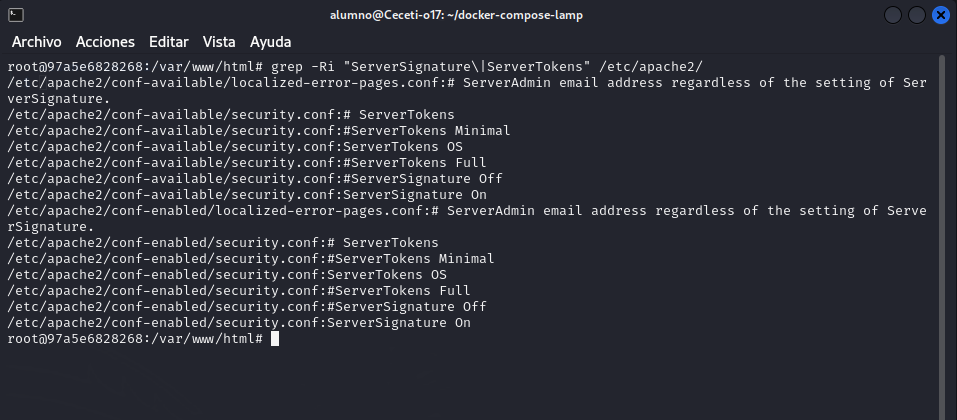 alumno@Ceceti-o17: ~/docker-compose-lamp
Archivo Acciones Editar Vista Ayuda
root@97a5e6828268:/var/www/html# grep -Ri "ServerSignature\|ServerTokens" /etc/apache2/
/etc/apache2/conf-available/localized-error-pages.conf:# ServerAdmin email address regardless of the setting of Ser
verSignature.
/etc/apache2/conf-available/security.conf:# ServerTokens
/etc/apache2/conf-available/security.conf:#ServerTokens Minimal
/etc/apache2/conf-available/security.conf:ServerTokens OS
/etc/apache2/conf-available/security.conf:#ServerTokens Full
/etc/apache2/conf-available/security.conf:#ServerSignature Off
/etc/apache2/conf-available/security.conf:ServerSignature On
/etc/apache2/conf-enabled/localized-error-pages.conf:# ServerAdmin email address regardless of the setting of Serve
rSignature.
/etc/apache2/conf-enabled/security.conf:# ServerTokens
/etc/apache2/conf-enabled/security.conf:#ServerTokens Minimal
/etc/apache2/conf-enabled/security.conf:ServerTokens OS
/etc/apache2/conf-enabled/security.conf:#ServerTokens Full
/etc/apache2/conf-enabled/security.conf:#ServerSignature Off
/etc/apache2/conf-enabled/security.conf:ServerSignature On
root@97a5e6828268:/var/www/html#